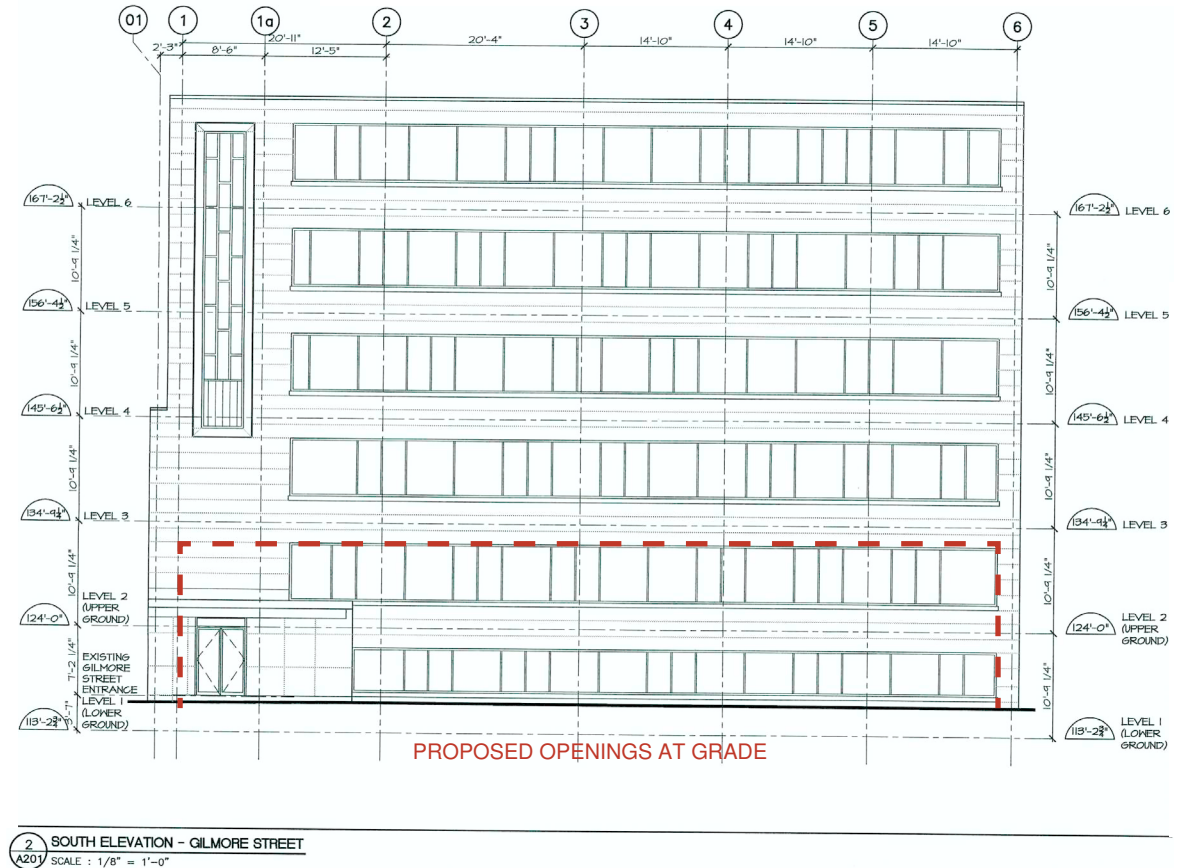 01 1 1a 2 3 4 5 6
2'-3" 20'-11" 20'-4" 14'-10" 14'-10" 14'-10"
8'-6" 12'-5"
167'-2½" LEVEL 6
167'-2½" LEVEL 6
10'-9 1/4"
10'-9 1/4"
156'-4½" LEVEL 5
156'-4½" LEVEL 5
10'-9 1/4"
10'-9 1/4"
145'-6½" LEVEL 4
145'-6½" LEVEL 4
10'-9 1/4"
10'-9 1/4"
134'-9¼" LEVEL 3
134'-9¼" LEVEL 3
10'-9 1/4"
10'-9 1/4"
124'-0" LEVEL 2
(UPPER
GROUND)
124'-0" LEVEL 2
(UPPER
GROUND)
7'-2 1/4"
EXISTING
GILMORE
STREET
ENTRANCE
10'-9 1/4"
LEVEL 1
(LOWER
GROUND)
LEVEL 1
(LOWER
GROUND)
PROPOSED OPENINGS AT GRADE
2 SOUTH ELEVATION - GILMORE STREET
A201 SCALE : 1/8" = 1'-0"